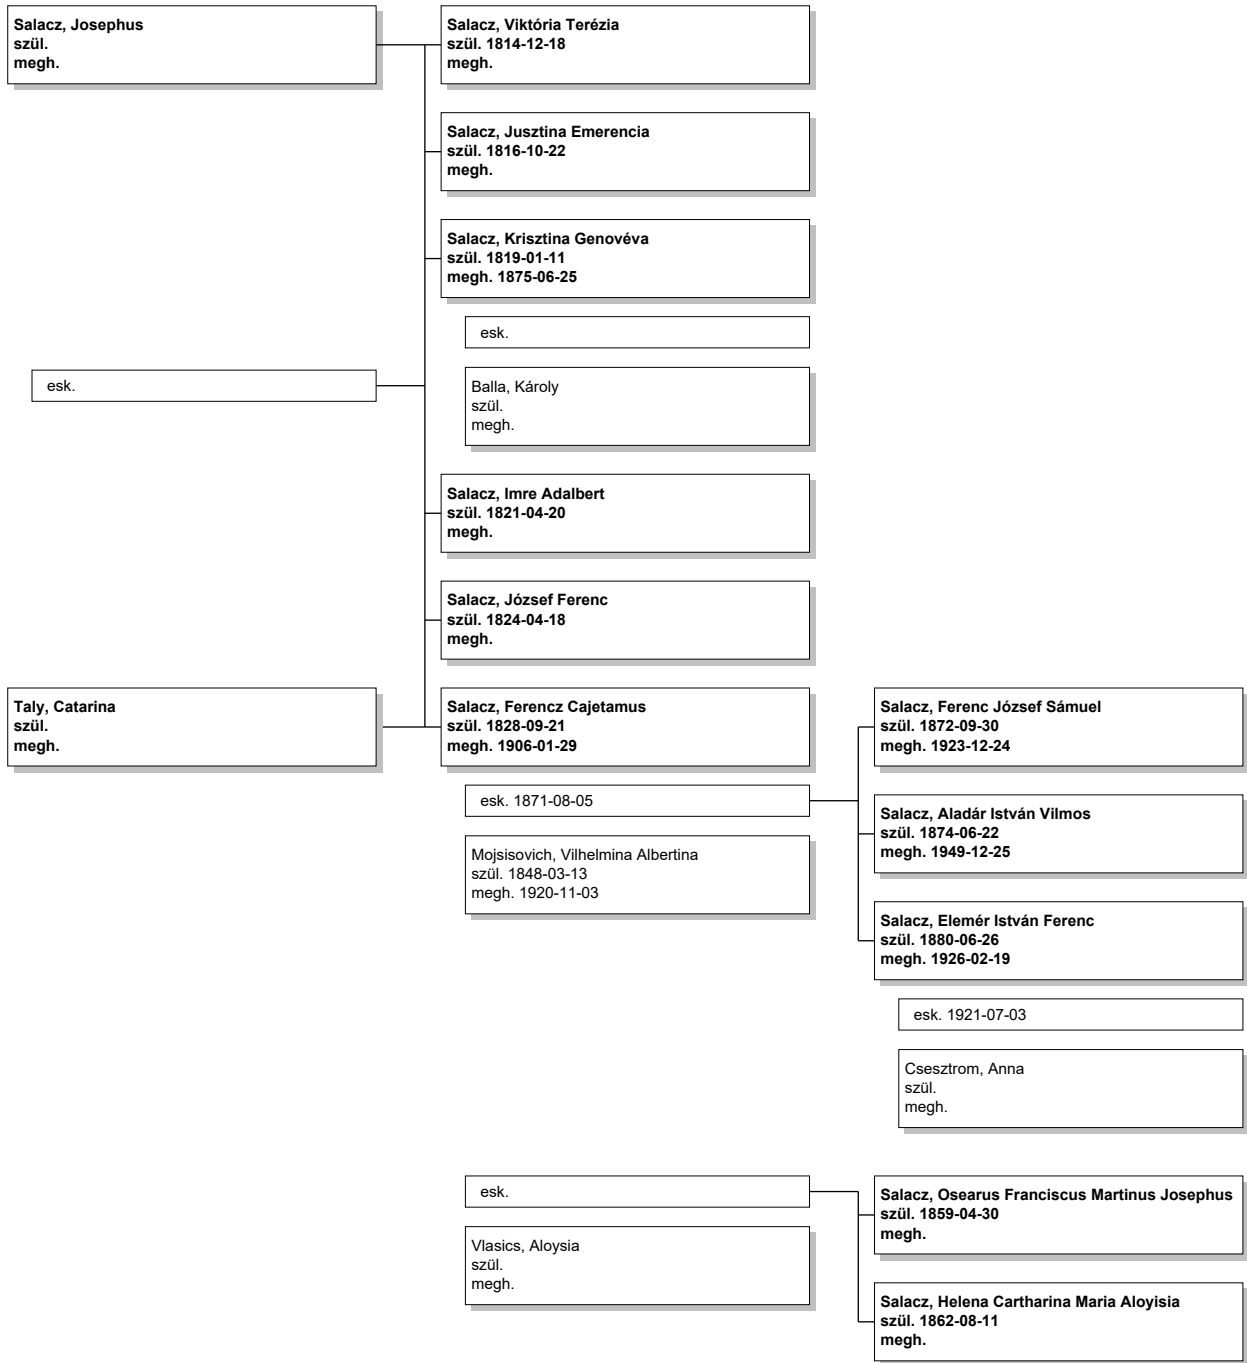 Salacz, Josephus
szül.
megh.
esk.
Taly, Catarina
szül.
megh.
Salacz, Viktória Terézia
szül. 1814-12-18
megh.
Salacz, Jusztina Emerencia
szül. 1816-10-22
megh.
Salacz, Krisztina Genovéva
szül. 1819-01-11
megh. 1875-06-25
esk.
Balla, Károly
szül.
megh.
Salacz, Imre Adalbert
szül. 1821-04-20
megh.
Salacz, József Ferenc
szül. 1824-04-18
megh.
Salacz, Ferencz Cajetamus
szül. 1828-09-21
megh. 1906-01-29
esk. 1871-08-05
Mojsisovich, Vilhelmina Albertina
szül. 1848-03-13
megh. 1920-11-03
Salacz, Ferenc József Sámuel
szül. 1872-09-30
megh. 1923-12-24
Salacz, Aladár István Vilmos
szül. 1874-06-22
megh. 1949-12-25
Salacz, Elemér István Ferenc
szül. 1880-06-26
megh. 1926-02-19
esk. 1921-07-03
Csesztrom, Anna
szül.
megh.
esk.
Vlasics, Aloysia
szül.
megh.
Salacz, Osearus Franciscus Martinus Josephus
szül. 1859-04-30
megh.
Salacz, Helena Cartharina Maria Aloyisia
szül. 1862-08-11
megh.